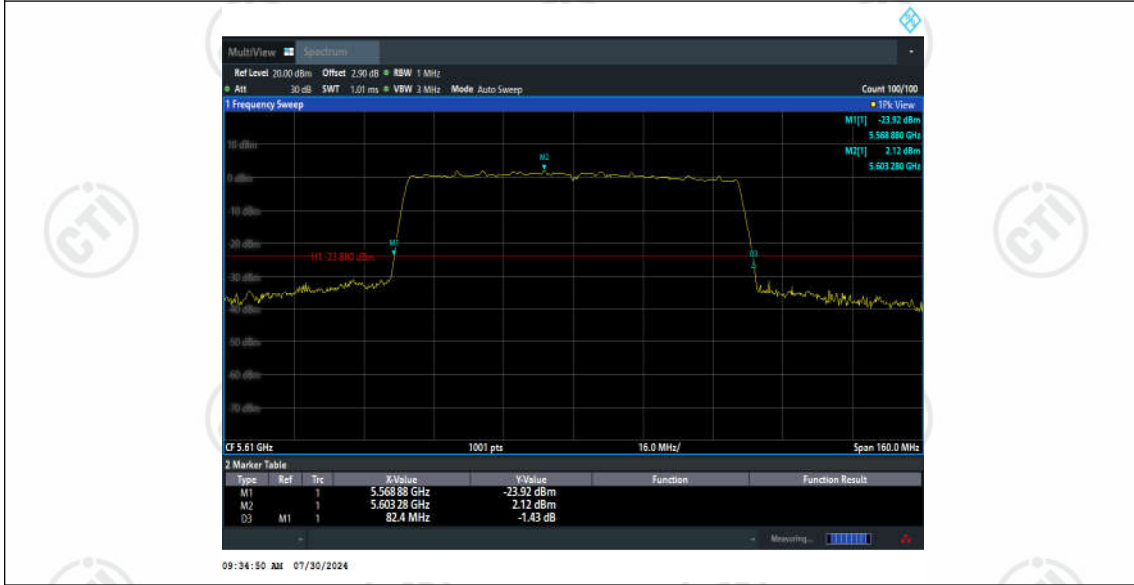 MultiView Spectrum
Ref Level 20.00 dBm Offset 2.90 dB RBW 1 MHz
Att 30 dB SWT 1.01 ms VBW 3 MHz Mode Auto Sweep Count 100/100
1 Frequency Sweep 1Pk View
M1[1] -23.92 dBm
5.568 880 GHz
10 dBm
M2[1] 2.12 dBm
M2
5.603 280 GHz
0 dBm
-10 dBm
-20 dBm
M1
H1 -23.880 dBm
D3
-30 dBm
-40 dBm
-50 dBm
-60 dBm
-70 dBm
CF 5.61 GHz 1001 pts 16.0 MHz/ Span 160.0 MHz
2 Marker Table
Type Ref Trc X-Value Y-Value Function Function Result
M1 1 5.568 88 GHz -23.92 dBm
M2 1 5.603 28 GHz 2.12 dBm
D3 M1 1 82.4 MHz -1.43 dB
Measuring...
09:34:50 AM 07/30/2024
CTI
CTI